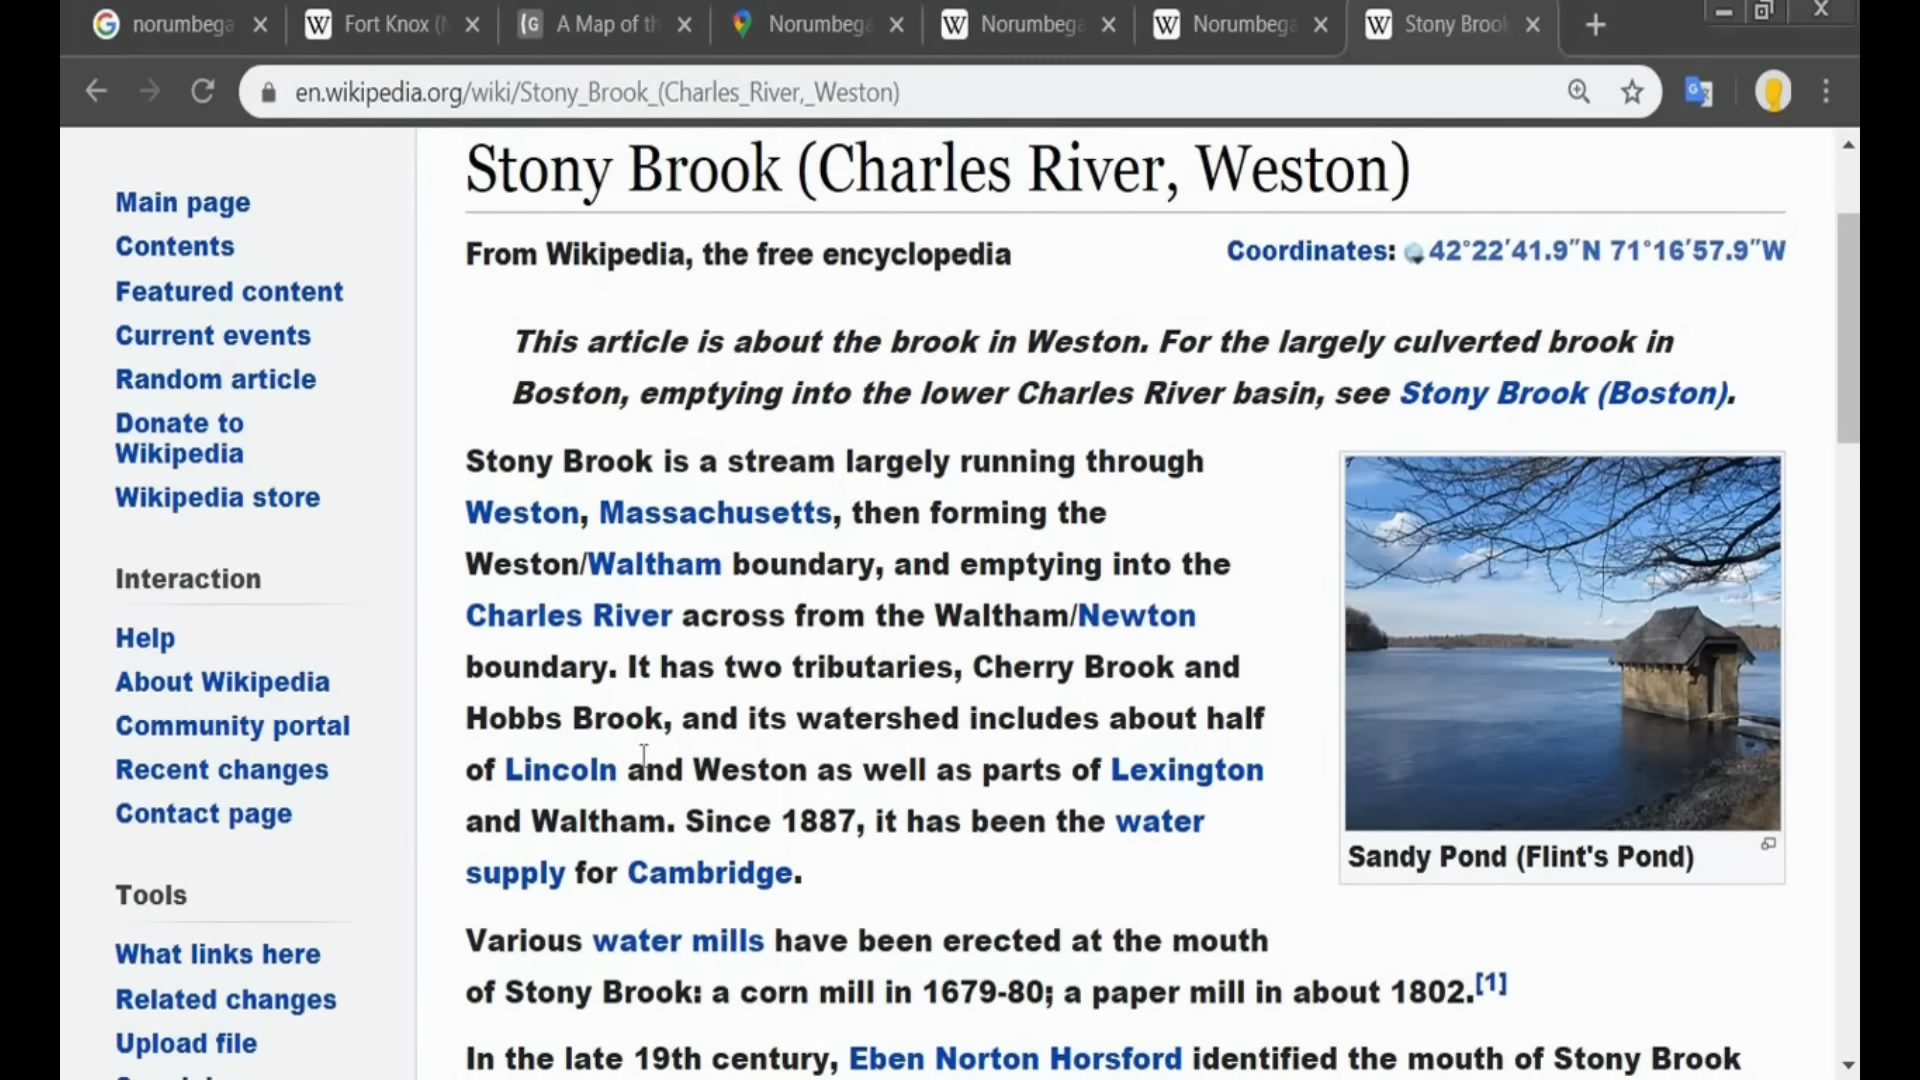 norumbega
Fort Knox (
A Map of th
Norumbega
Norumbega
Norumbega
Stony Brook
en.wikipedia.org/wiki/Stony_Brook_(Charles_River,_Weston)
Main page
Contents
Featured content
Current events
Random article
Donate to
Wikipedia
Wikipedia store
Interaction
Help
About Wikipedia
Community portal
Recent changes
Contact page
Tools
What links here
Related changes
Upload file
Stony Brook (Charles River, Weston)
From Wikipedia, the free encyclopedia
Coordinates: 42°22′41.9″N 71°16′57.9″W
This article is about the brook in Weston. For the largely culverted brook in
Boston, emptying into the lower Charles River basin, see Stony Brook (Boston).
Stony Brook is a stream largely running through
Weston, Massachusetts, then forming the
Weston/Waltham boundary, and emptying into the
Charles River across from the Waltham/Newton
boundary. It has two tributaries, Cherry Brook and
Hobbs Brook, and its watershed includes about half
of Lincoln and Weston as well as parts of Lexington
and Waltham. Since 1887, it has been the water
supply for Cambridge.
Sandy Pond (Flint's Pond)
Various water mills have been erected at the mouth
of Stony Brook: a corn mill in 1679-80; a paper mill in about 1802.[1]
In the late 19th century, Eben Norton Horsford identified the mouth of Stony Brook